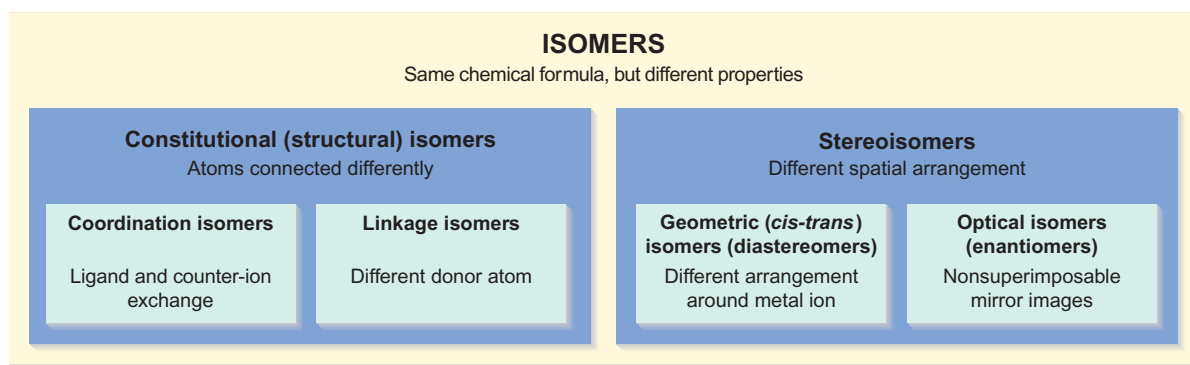 ISOMERS
Same chemical formula, but different properties
Constitutional (structural) isomers
Atoms connected differently
Coordination isomers
Ligand and counter-ion
exchange
Linkage isomers
Different donor atom
Stereoisomers
Different spatial arrangement
Geometric (cis-trans)
isomers (diastereomers)
Different arrangement
around metal ion
Optical isomers
(enantiomers)
Nonsuperimposable
mirror images